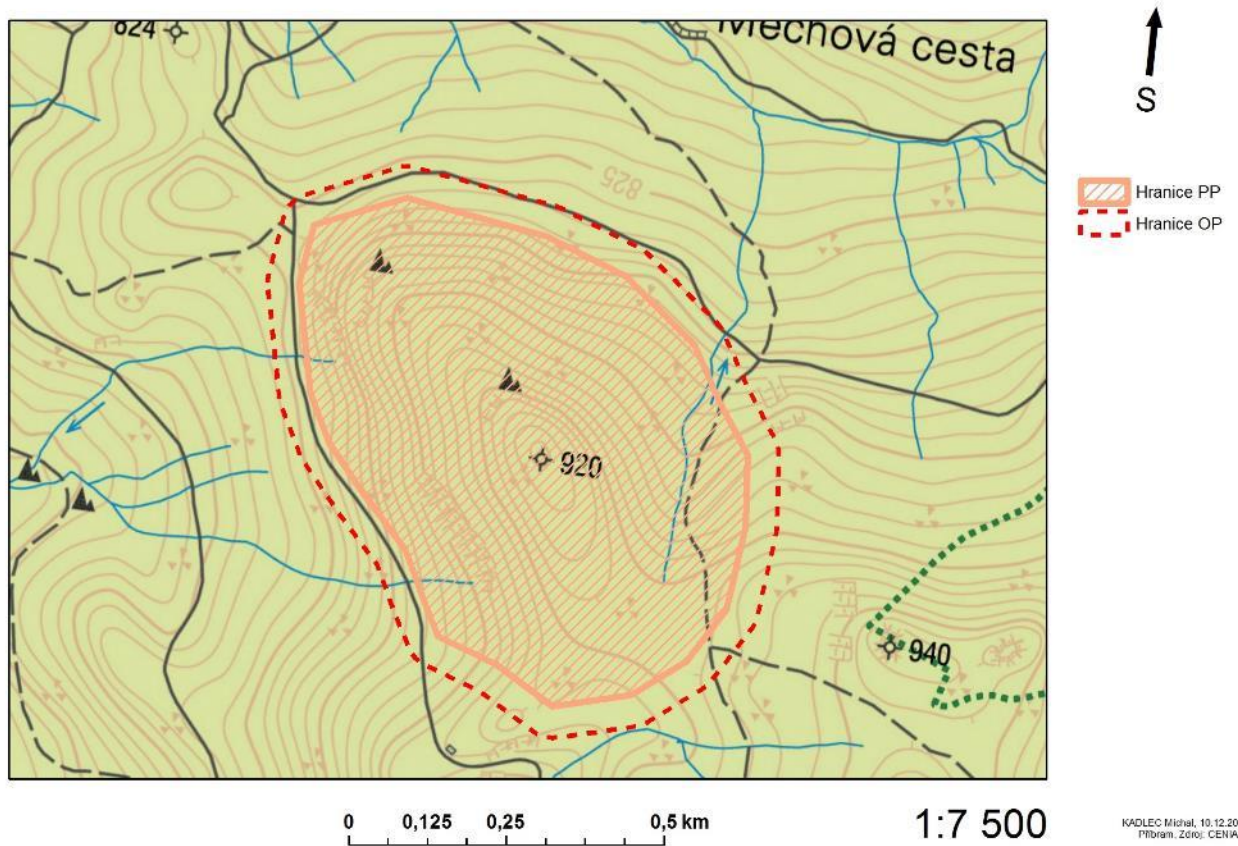 824
Mechová cesta
S
825
Hranice PP
Hranice OP
920
940
0 0,125 0,25 0,5 km
1:7 500
KADLEC Michal, 10.12.20
Příbram, Zdroj: CENIA